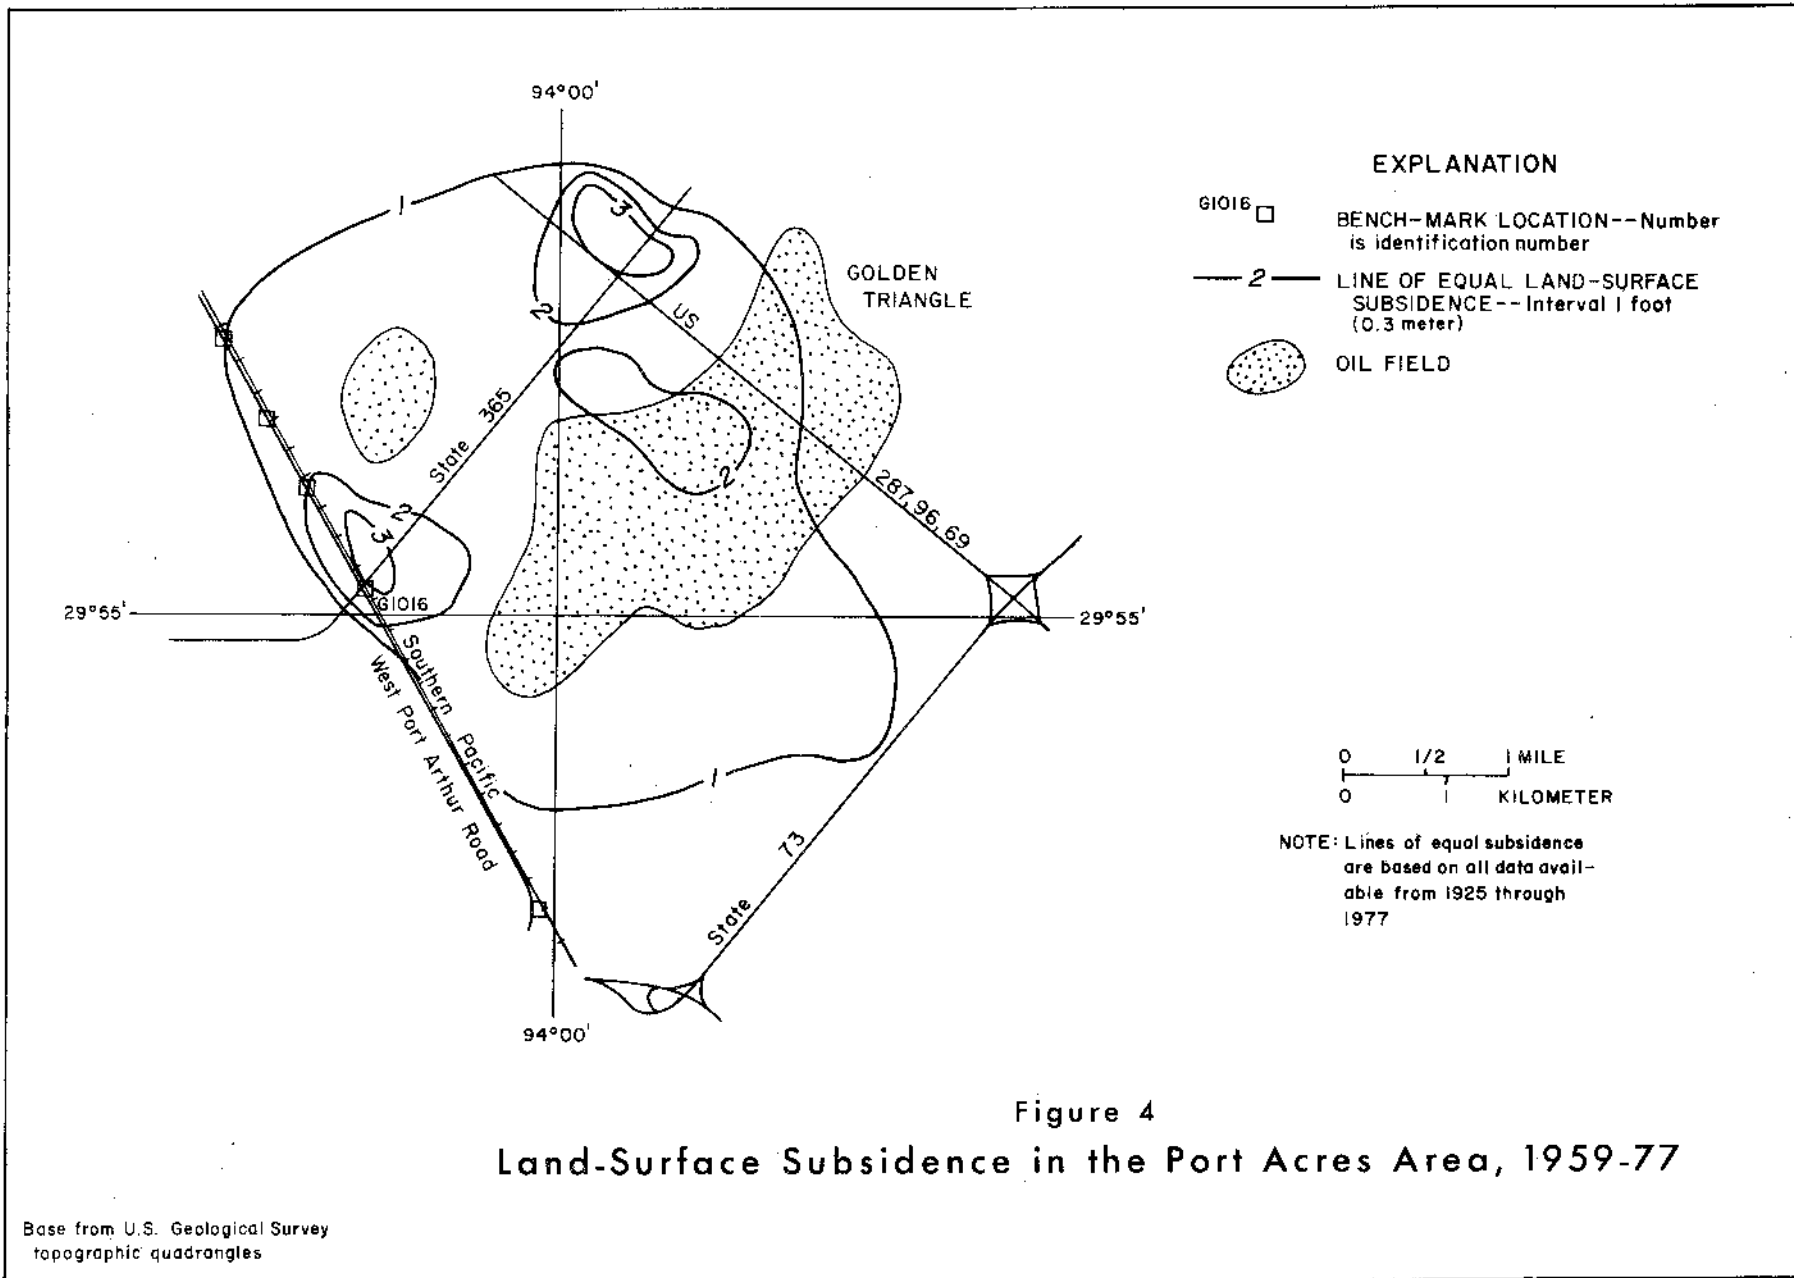 94°00'
EXPLANATION
G1016
BENCH-MARK LOCATION--Number
is identification number
2
LINE OF EQUAL LAND-SURFACE
SUBSIDENCE--Interval 1 foot
(0.3 meter)
OIL FIELD
1
3
GOLDEN
TRIANGLE
2
US
State 365
2
2
3
287, 96, 69
G1016
29°55'
29°55'
Southern Pacific
West Port Arthur Road
1
73
State
0 1/2 1 MILE
0 1 KILOMETER
NOTE: Lines of equal subsidence
are based on all data avail-
able from 1925 through
1977
94°00'
Figure 4
Land-Surface Subsidence in the Port Acres Area, 1959-77
Base from U.S. Geological Survey
topographic quadrangles